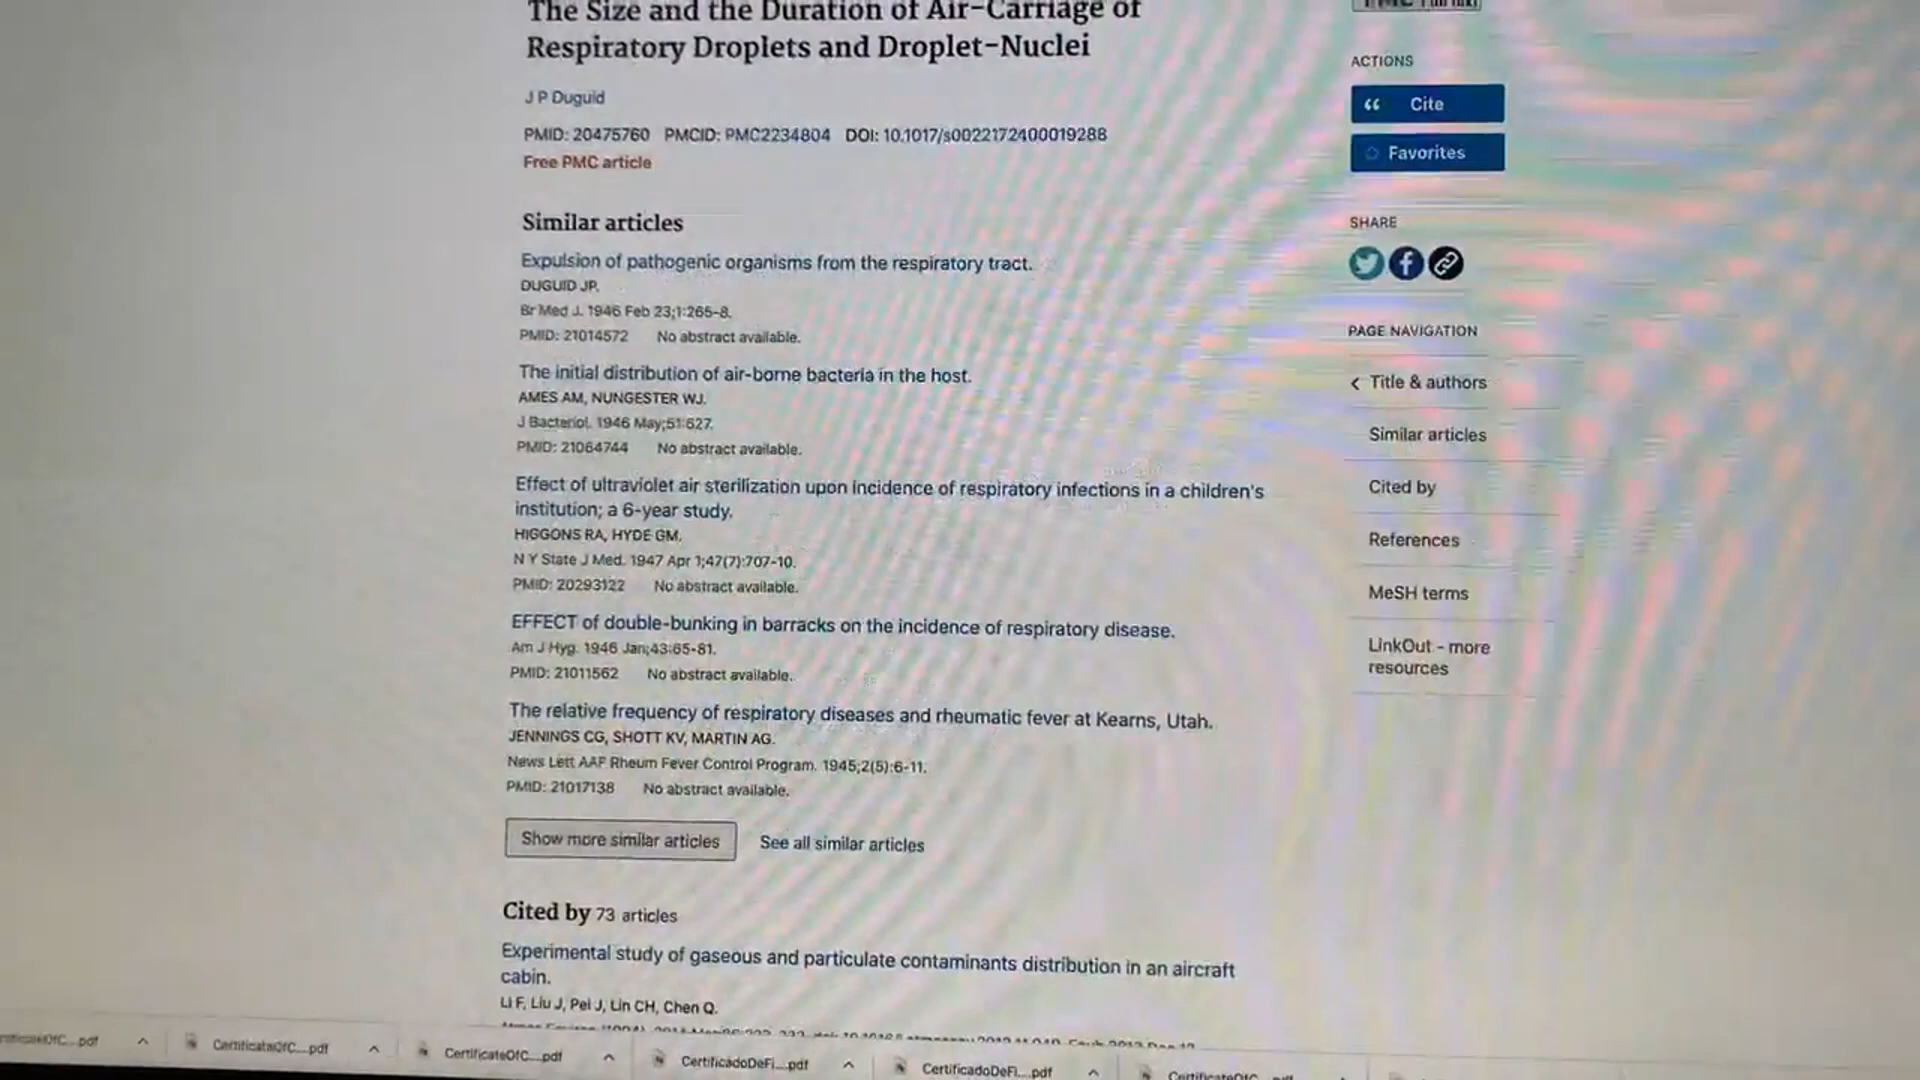 The Size and the Duration of Air-Carriage of
Respiratory Droplets and Droplet-Nuclei
J P Duguid
PMID: 20475760 PMCID: PMC2234804 DOI: 10.1017/s0022172400019288
Free PMC article
Similar articles
Expulsion of pathogenic organisms from the respiratory tract.
DUGUID JP.
Br Med J. 1946 Feb 23;1:265-8.
PMID: 21014572 No abstract available.
The initial distribution of air-borne bacteria in the host.
AMES AM, NUNGESTER WJ.
J Bacteriol. 1946 May;51:627.
PMID: 21064744 No abstract available.
Effect of ultraviolet air sterilization upon incidence of respiratory infections in a children's
institution; a 6-year study.
HIGGONS RA, HYDE GM.
N Y State J Med. 1947 Apr 1;47(7):707-10.
PMID: 20293122 No abstract available.
EFFECT of double-bunking in barracks on the incidence of respiratory disease.
Am J Hyg. 1946 Jan;43:65-81.
PMID: 21011562 No abstract available.
The relative frequency of respiratory diseases and rheumatic fever at Kearns, Utah.
JENNINGS CG, SHOTT KV, MARTIN AG.
News Lett AAF Rheum Fever Control Program. 1945;2(5):6-11.
PMID: 21017138 No abstract available.
Show more similar articles See all similar articles
Cited by 73 articles
Experimental study of gaseous and particulate contaminants distribution in an aircraft
cabin.
Li F, Liu J, Pei J, Lin CH, Chen Q.
ACTIONS
Cite
Favorites
SHARE
PAGE NAVIGATION
Title & authors
Similar articles
Cited by
References
MeSH terms
LinkOut - more
resources
CertificateOfC....pdf
CertificateOfC....pdf
CertificadoDeFi....pdf
CertificadoDeFi....pdf